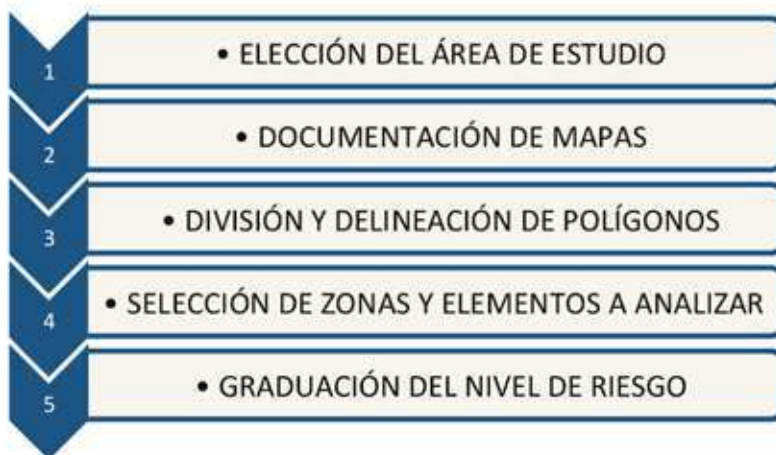 1 • ELECCIÓN DEL ÁREA DE ESTUDIO
2 • DOCUMENTACIÓN DE MAPAS
3 • DIVISIÓN Y DELINEACIÓN DE POLÍGONOS
4 • SELECCIÓN DE ZONAS Y ELEMENTOS A ANALIZAR
5 • GRADUACIÓN DEL NIVEL DE RIESGO